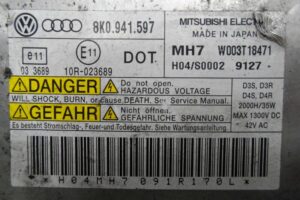 8K0.941.597
MITSUBISHI ELECTRIC
MADE IN JAPAN
e11 E11 DOT
MH7 W003T18471
03 3689 10R-023689
H04/S0002 9127-
DANGER Do not open.
HAZARDOUS VOLTAGE
WILL SHOCK, BURN, or cause DEATH. See Service Manual.
GEFAHR Nicht öffnen.
GEFÄHRLICHE SPANNUNG
Es besteht Stromschlag-, Feuer- und Todesgefahr. Siehe Wartungsanleitung.
D3S, D3R
D4S, D4R
2000H/35W
MAX 1300V DC
42V AC
*H04MH7091R170L*